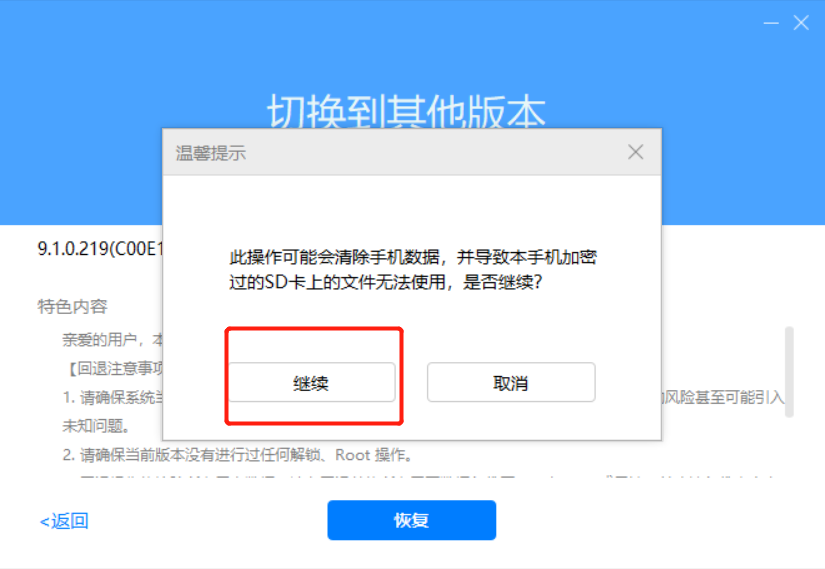 切换到其他版本
温馨提示
9.1.0.219(C00E1
此操作可能会清除手机数据，并导致本手机加密
过的SD卡上的文件无法使用，是否继续？
特色内容
亲爱的用户，本
【回退注意事项
继续
取消
1. 请确保系统当
风险甚至可能引入
未知问题。
2. 请确保当前版本没有进行过任何解锁、Root 操作。
<返回
恢复